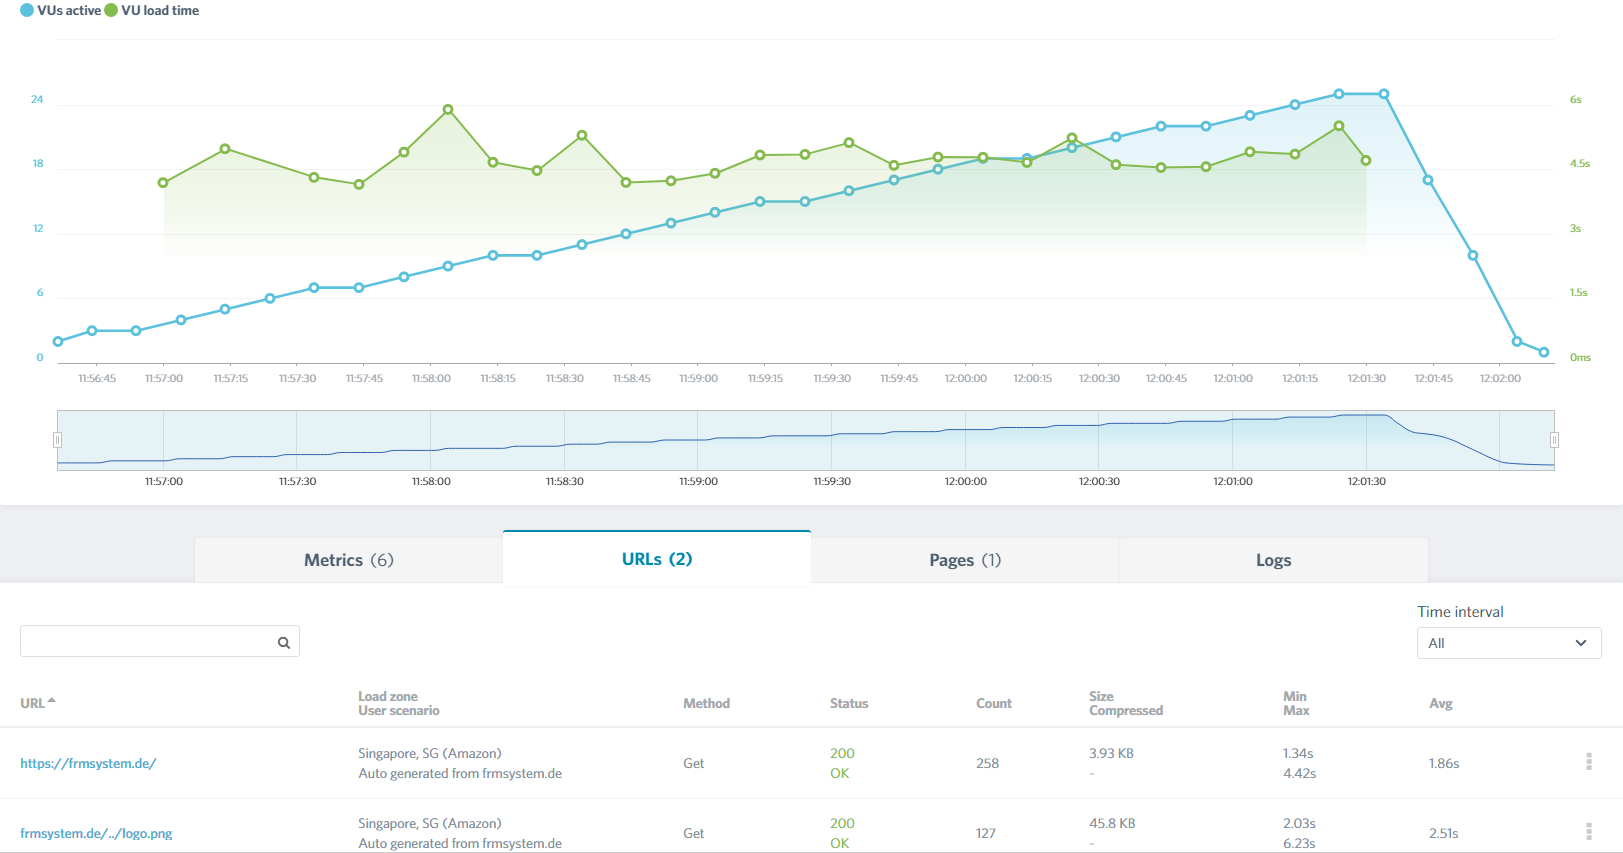 VUs active VU load time
24 6s
18 4.5s
12 3s
6 1.5s
0 0ms
11:56:45 11:57:00 11:57:15 11:57:30 11:57:45 11:58:00 11:58:15 11:58:30 11:58:45 11:59:00 11:59:15 11:59:30 11:59:45 12:00:00 12:00:15 12:00:30 12:00:45 12:01:00 12:01:15 12:01:30 12:01:45 12:02:00
11:57:00 11:57:30 11:58:00 11:58:30 11:59:00 11:59:30 12:00:00 12:00:30 12:01:00 12:01:30
Metrics (6) URLs (2) Pages (1) Logs
Time interval
All
URL Load zone User scenario Method Status Count Size Compressed Min Max Avg
https://frmsystem.de/ Singapore, SG (Amazon) Auto generated from frmsystem.de Get 200 OK 258 3.93 KB - 1.34s 4.42s 1.86s
frmsystem.de/../logo.png Singapore, SG (Amazon) Auto generated from frmsystem.de Get 200 OK 127 45.8 KB - 2.03s 6.23s 2.51s